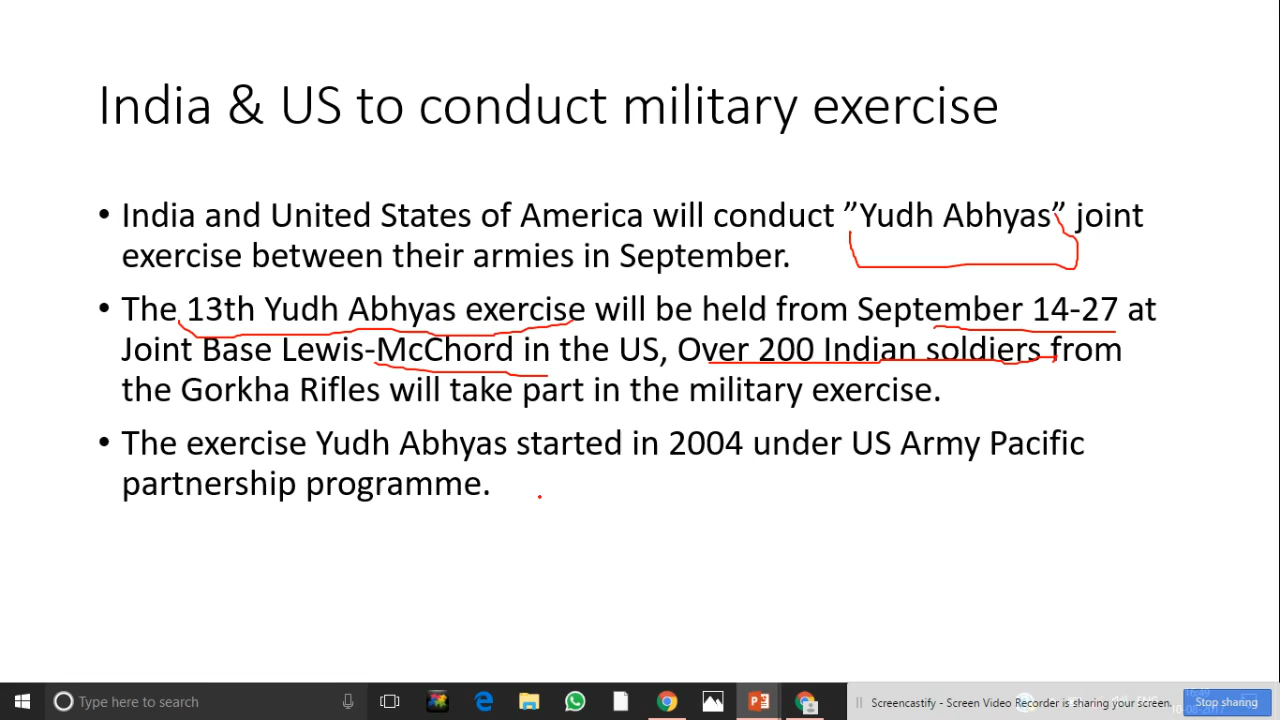 India & US to conduct military exercise
• India and United States of America will conduct ”Yudh Abhyas” joint
exercise between their armies in September.
• The 13th Yudh Abhyas exercise will be held from September 14-27 at
Joint Base Lewis-McChord in the US, Over 200 Indian soldiers from
the Gorkha Rifles will take part in the military exercise.
• The exercise Yudh Abhyas started in 2004 under US Army Pacific
partnership programme.
Type here to search
Screencastify - Screen Video Recorder is sharing your screen.
Stop sharing
ENG
16:49